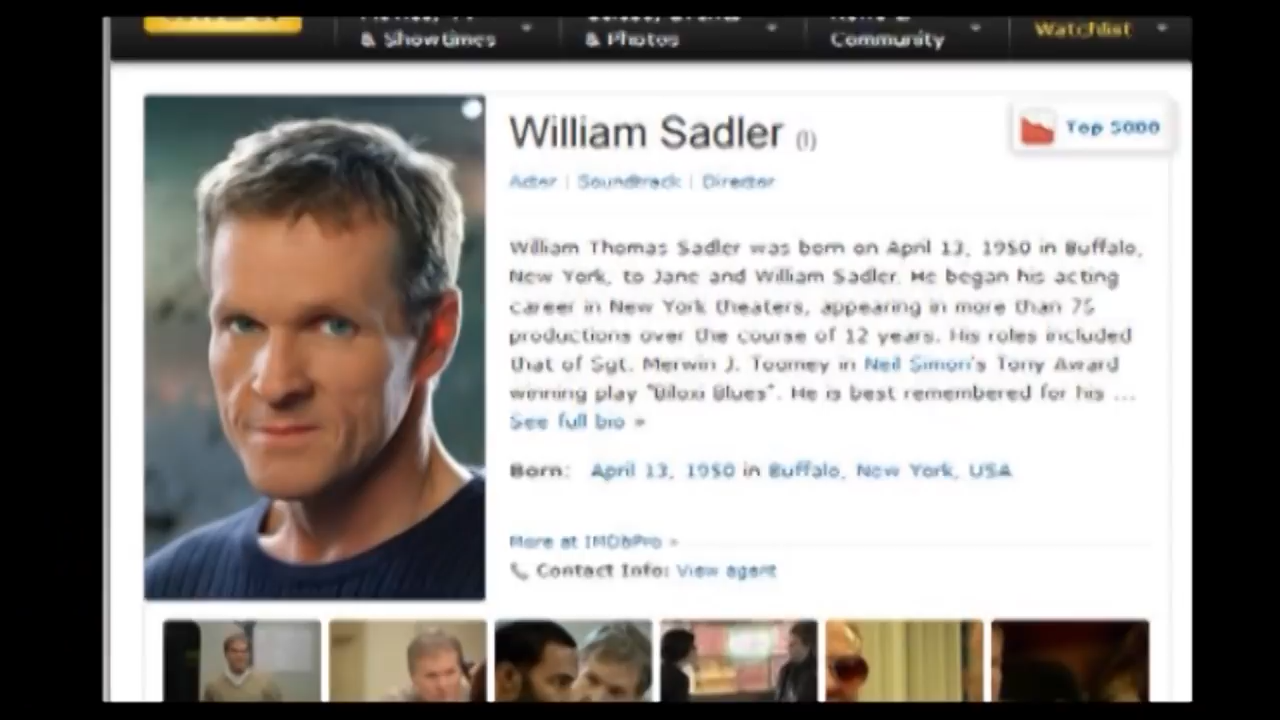 & Showtimes
& Photos
Community
Watchlist
William Sadler (I)
Top 5000
Actor | Soundtrack | Director
William Thomas Sadler was born on April 13, 1950 in Buffalo,
New York, to Jane and William Sadler. He began his acting
career in New York theaters, appearing in more than 75
productions over the course of 12 years. His roles included
that of Sgt. Merwin J. Toomey in Neil Simon's Tony Award
winning play "Biloxi Blues". He is best remembered for his ...
See full bio »
Born: April 13, 1950 in Buffalo, New York, USA
More at IMDbPro »
Contact Info: View agent